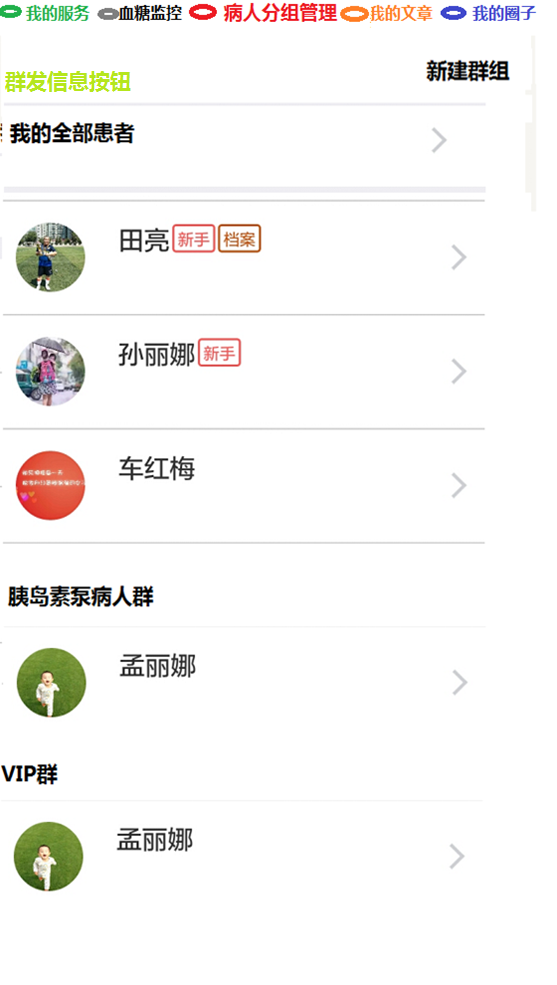 我的服务 血糖监控 病人分组管理 我的文章 我的圈子
新建群组
群发信息按钮
我的全部患者
田亮 新手 档案
孙丽娜 新手
车红梅
胰岛素泵病人群
孟丽娜
VIP群
孟丽娜